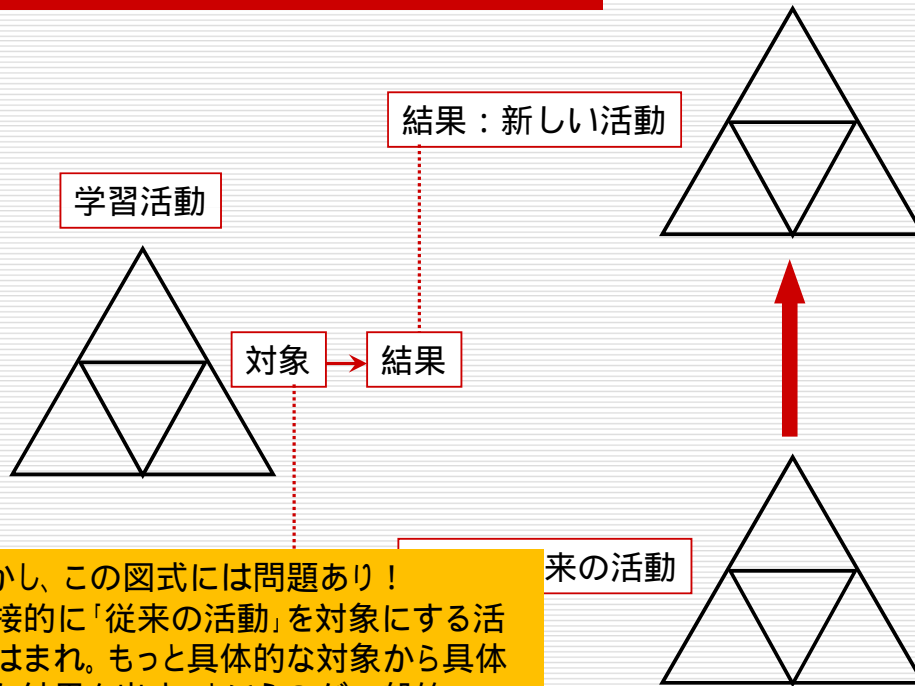 結果：新しい活動
学習活動
対象
結果
来の活動
かし、この図式には問題あり！
接的に「従来の活動」を対象にする活
はまれ。もっと具体的な対象から具体